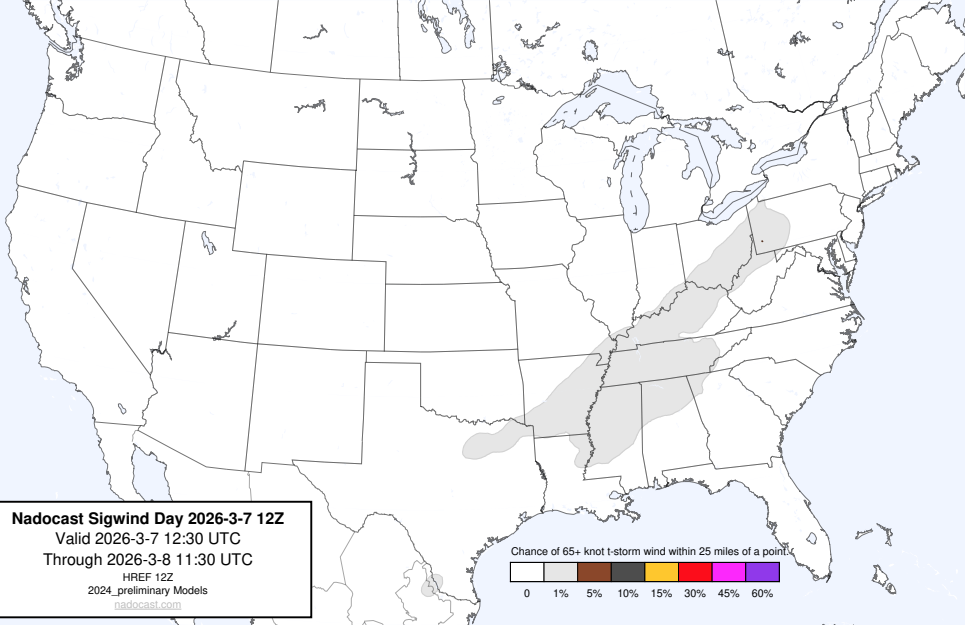 Nadocast Sigwind Day 2026-3-7 12Z
Valid 2026-3-7 12:30 UTC
Through 2026-3-8 11:30 UTC
HREF 12Z
2024_preliminary Models
nadocast.com
Chance of 65+ knot t-storm wind within 25 miles of a point.
0 1% 5% 10% 15% 30% 45% 60%